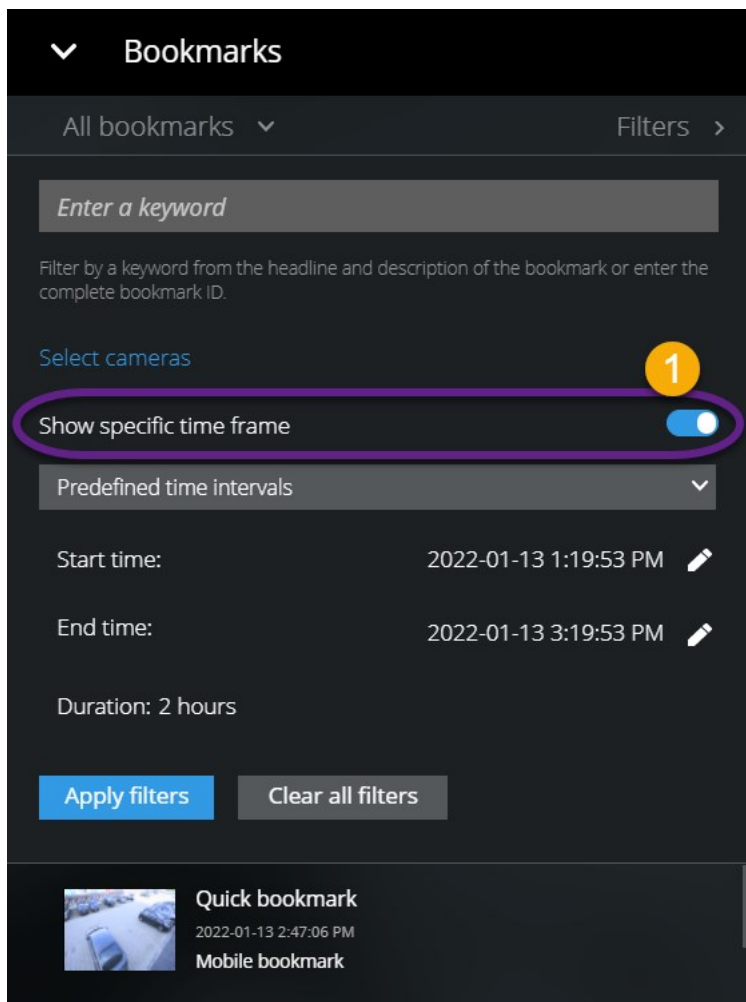 Bookmarks
All bookmarks
Filters
Enter a keyword
Filter by a keyword from the headline and description of the bookmark or enter the
complete bookmark ID.
Select cameras
1
Show specific time frame
Predefined time intervals
Start time: 2022-01-13 1:19:53 PM
End time: 2022-01-13 3:19:53 PM
Duration: 2 hours
Apply filters
Clear all filters
Quick bookmark
2022-01-13 2:47:06 PM
Mobile bookmark